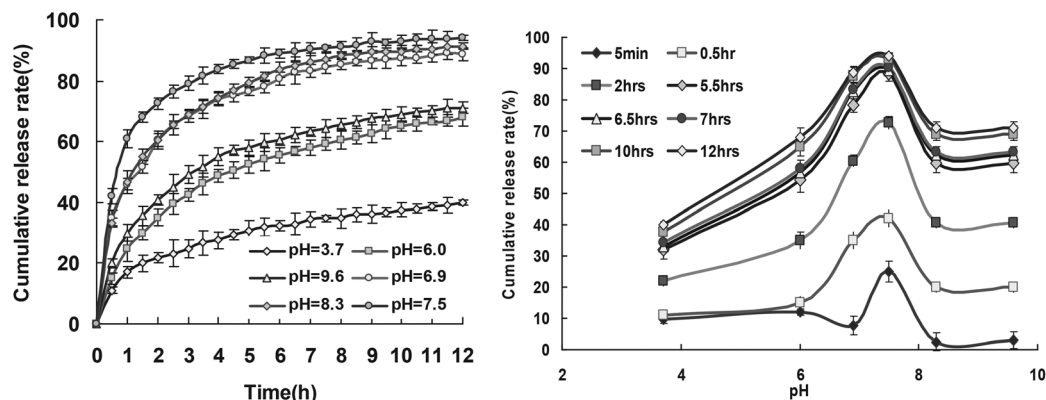 Cumulative release rate(%)
100
80
60
40
20
0
pH=3.7 pH=6.0
pH=9.6 pH=6.9
pH=8.3 pH=7.5
0 1 2 3 4 5 6 7 8 9 10 11 12
Time(h)
Cumulative release rate(%)
100
90
80
70
60
50
40
30
20
10
0
5min 0.5hr
2hrs 5.5hrs
6.5hrs 7hrs
10hrs 12hrs
2 4 6 8 10
pH